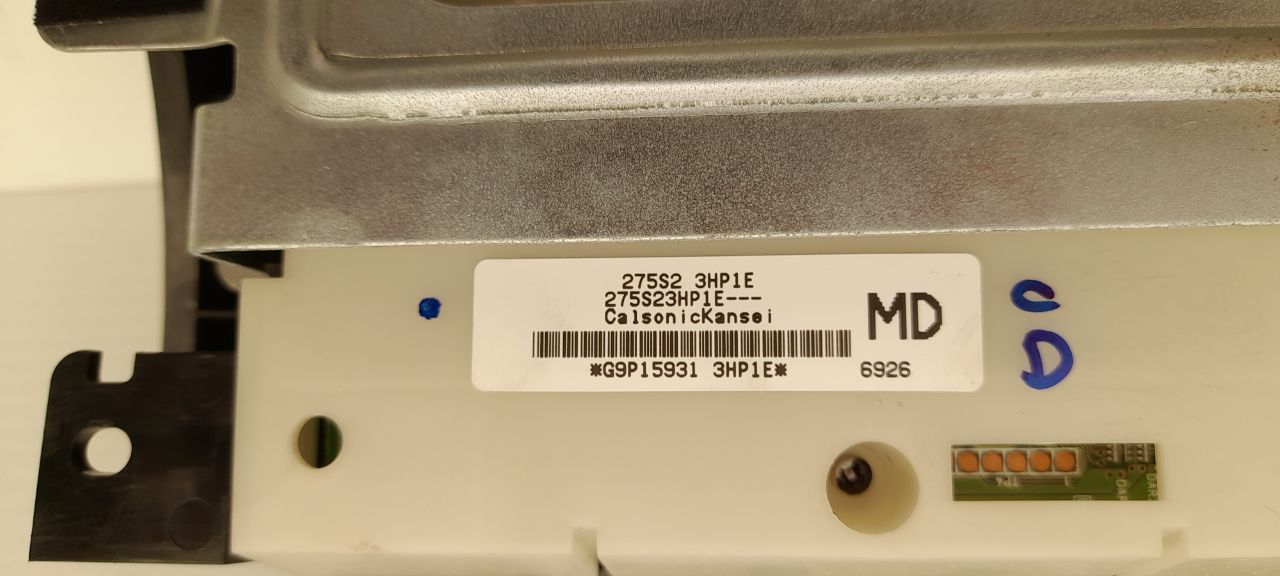 275S2 3HP1E
275S23HP1E---
CalsonicKansei
MD
*G9P15931 3HP1E*
6926